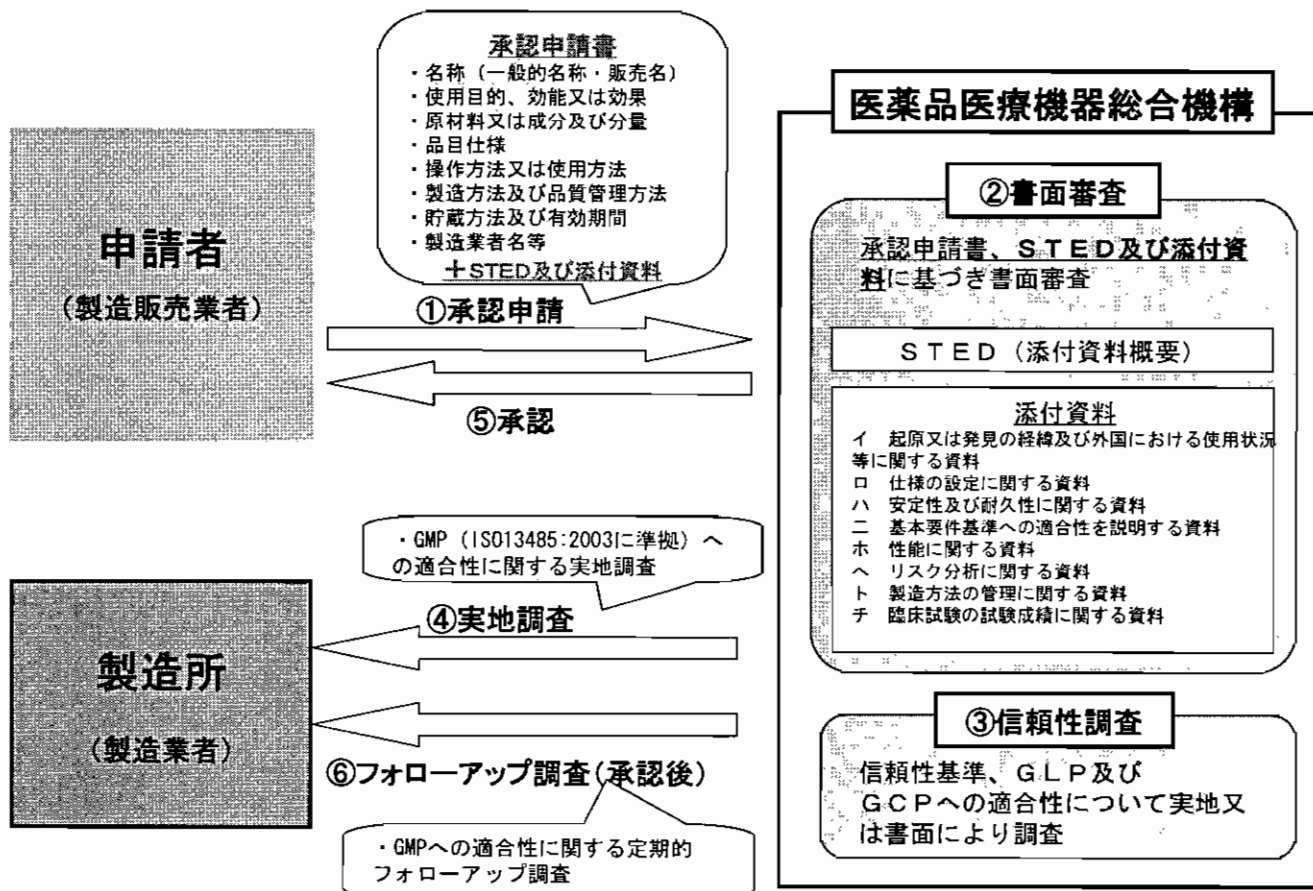 承認申請書
・名称（一般的名称・販売名）
・使用目的、効能又は効果
・原材料又は成分及び分量
・品目仕様
・操作方法又は使用方法
・製造方法及び品質管理方法
・貯蔵方法及び有効期間
・製造業者名等
＋STED及び添付資料
申請者
（製造販売業者）
①承認申請
⑤承認
・GMP（ISO13485:2003に準拠）へ
の適合性に関する実地調査
④実地調査
製造所
（製造業者）
⑥フォローアップ調査(承認後)
・GMPへの適合性に関する定期的
フォローアップ調査
医薬品医療機器総合機構
②書面審査
承認申請書、ＳＴＥＤ及び添付資
料に基づき書面審査
ＳＴＥＤ（添付資料概要）
添付資料
イ　起原又は発見の経緯及び外国における使用状況
等に関する資料
ロ　仕様の設定に関する資料
ハ　安定性及び耐久性に関する資料
ニ　基本要件基準への適合性を説明する資料
ホ　性能に関する資料
ヘ　リスク分析に関する資料
ト　製造方法の管理に関する資料
チ　臨床試験の試験成績に関する資料
③信頼性調査
信頼性基準、ＧＬＰ及び
ＧＣＰへの適合性について実地又
は書面により調査